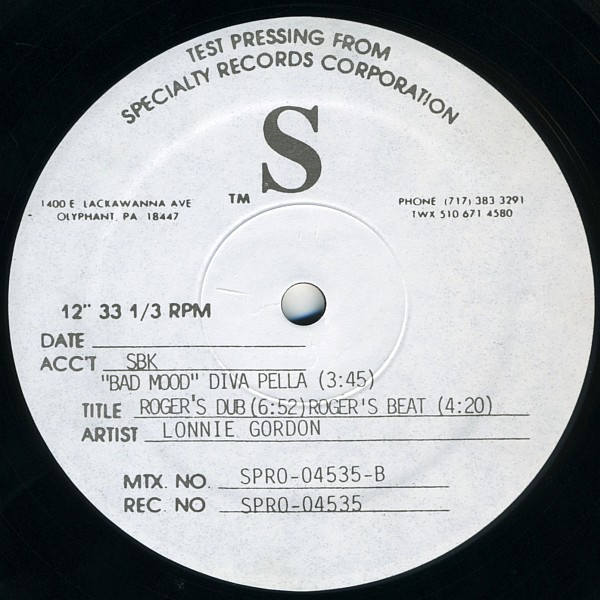 TEST PRESSING FROM
SPECIALTY RECORDS CORPORATION
S
TM
1400 E. LACKAWANNA AVE
OLYPHANT, PA 18447
PHONE (717) 383 3291
TWX 510 671 4580
12" 33 1/3 RPM
DATE
ACC'T SBK
"BAD MOOD" DIVA PELLA (3:45)
TITLE ROGER'S DUB(6:52)ROGER'S BEAT (4:20)
ARTIST LONNIE GORDON
MTX. NO. SPRO-04535-B
REC. NO SPRO-04535